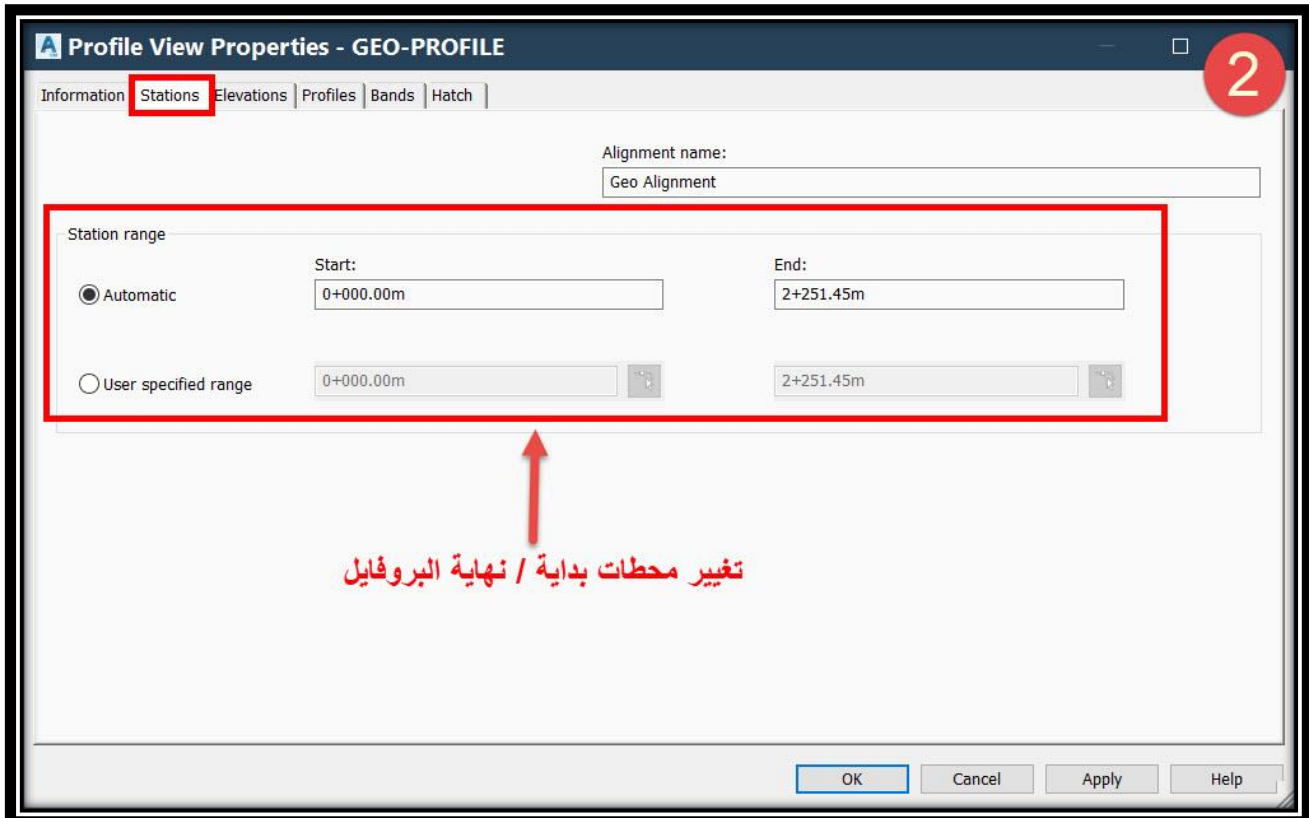 Profile View Properties - GEO-PROFILE
2
Information Stations Elevations Profiles Bands Hatch
Alignment name:
Geo Alignment
Station range
Start: End:
Automatic 0+000.00m 2+251.45m
User specified range 0+000.00m 2+251.45m
تغيير محطات بداية / نهاية البروفايل
OK Cancel Apply Help